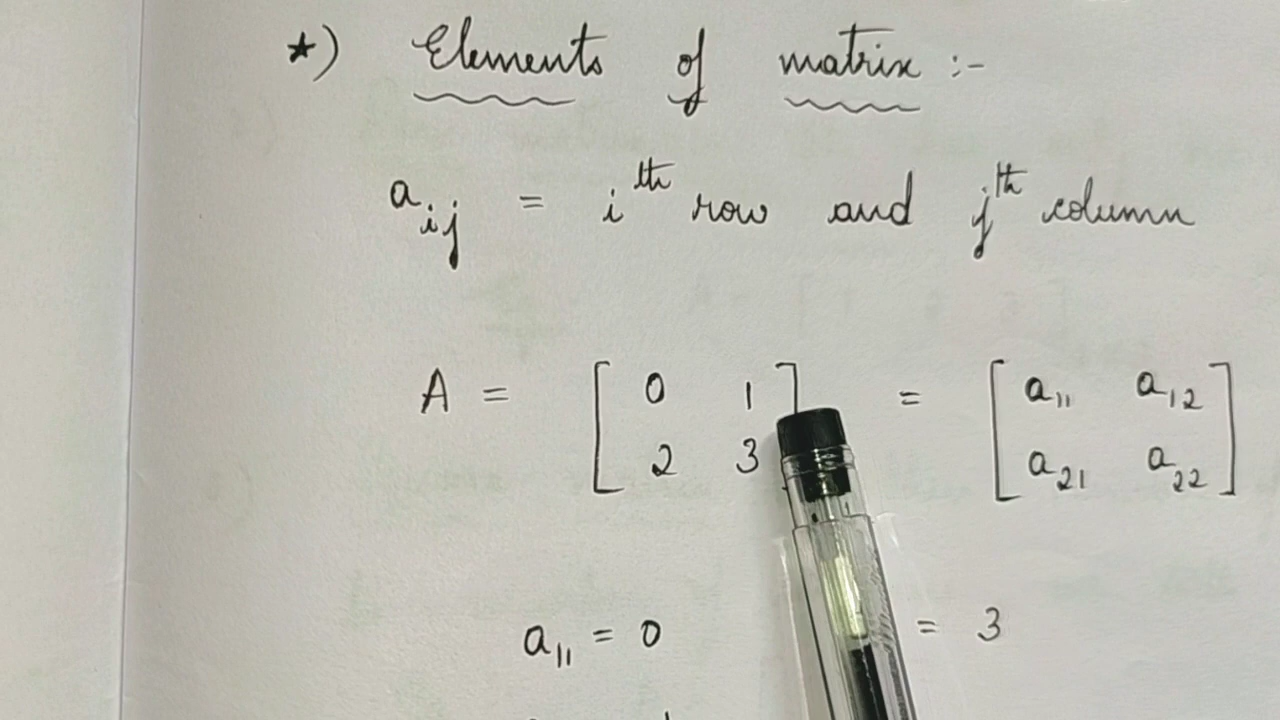 ★) Elements of matrix :-
aᵢⱼ = iᵗʰ row and jᵗʰ column
A = [ 0 1 ] = [ a₁₁ a₁₂ ]
[ 2 3 [ a₂₁ a₂₂ ]
a₁₁ = 0 = 3